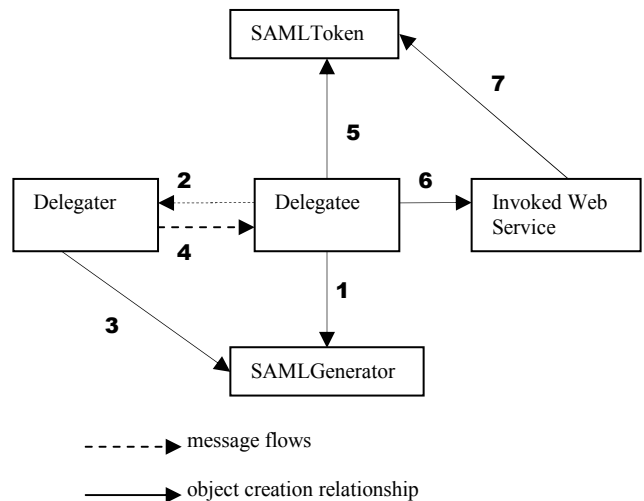 SAMLToken
7
5
2
6
Delegater
Delegatee
Invoked Web
Service
4
1
3
SAMLGenerator
message flows
object creation relationship